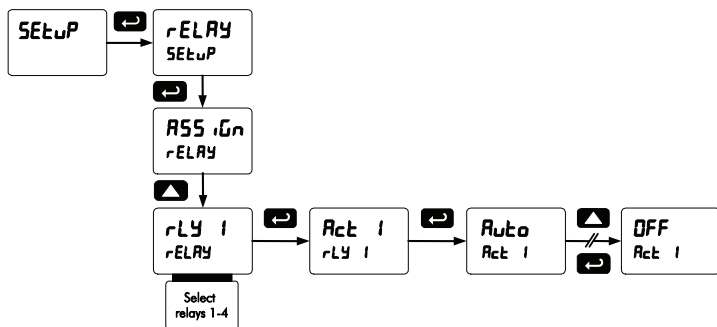 SEtuP
rELAY
SEtuP
ASSiGn
rELAY
rLY 1
rELAY
Act 1
rLY 1
Auto
Act 1
OFF
Act 1
Select
relays 1-4